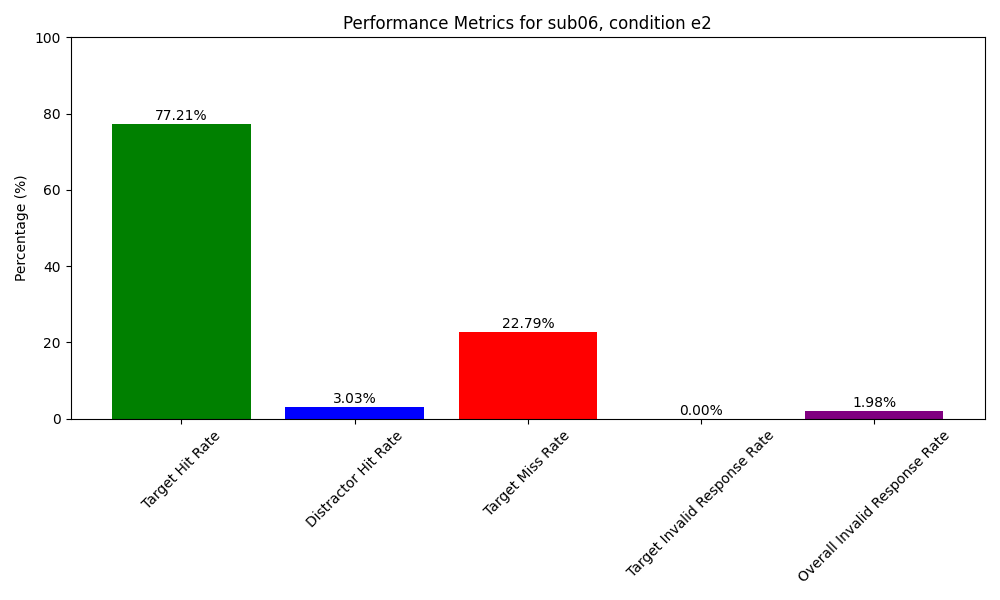 Performance Metrics for sub06, condition e2
Percentage (%)
100
80
60
40
20
0
77.21%
3.03%
22.79%
0.00%
1.98%
Target Hit Rate
Distractor Hit Rate
Target Miss Rate
Target Invalid Response Rate
Overall Invalid Response Rate